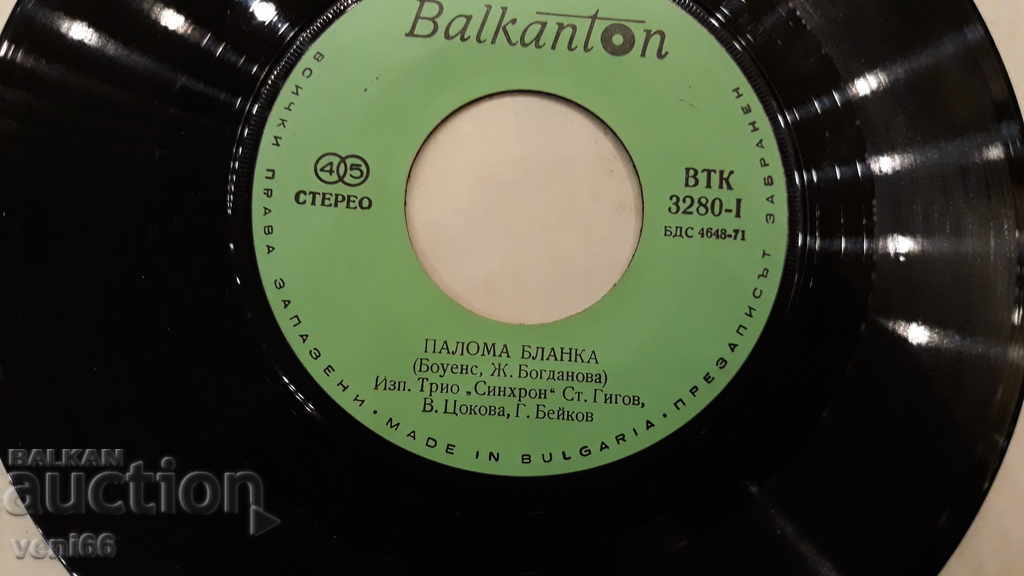 Balkanton
45
СТЕРЕО
ВТК
3280-I
БДС 4648-71
ПАЛОМА БЛАНКА
(Боуенс, Ж. Богданова)
Изп. Трио „Синхрон“ Ст. Гигов,
В. Цокова, Г. Бейков
ВСИЧКИ ПРАВА ЗАПАЗЕНИ • MADE IN BULGARIA • ПРЕЗАПИСЪТ ЗАБРАНЕН
BALKAN
auction
veni66